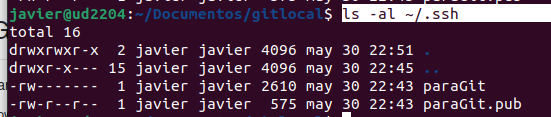 javier@ud2204:~/Documentos/gitlocal$ ls -al ~/.ssh
total 16
drwxrwxr-x  2 javier javier 4096 may 30 22:51 .
drwxr-x--- 15 javier javier 4096 may 30 22:45 ..
-rw-------  1 javier javier 2610 may 30 22:43 paraGit
-rw-r--r--  1 javier javier  575 may 30 22:43 paraGit.pub